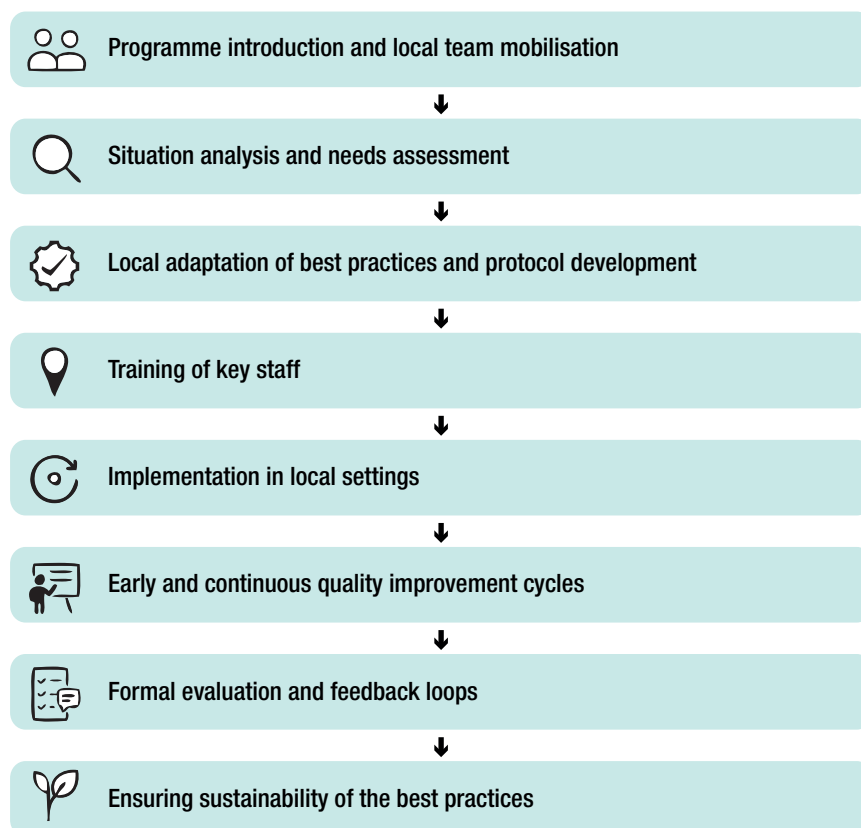 Programme introduction and local team mobilisation
Situation analysis and needs assessment
Local adaptation of best practices and protocol development
Training of key staff
Implementation in local settings
Early and continuous quality improvement cycles
Formal evaluation and feedback loops
Ensuring sustainability of the best practices